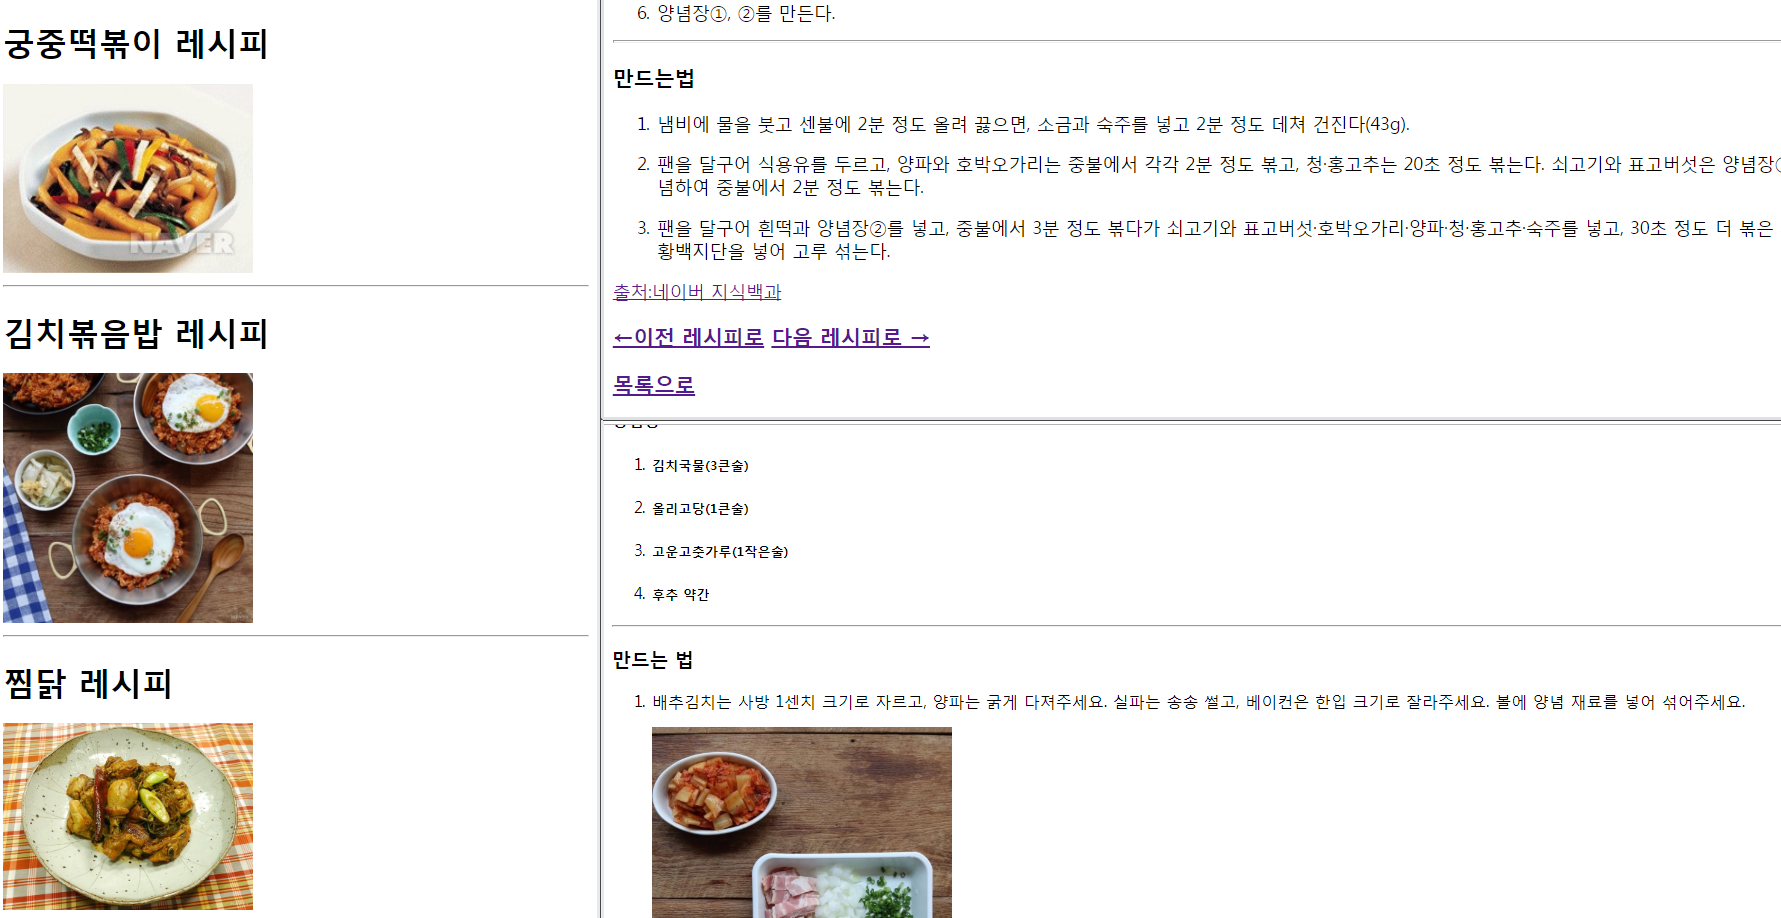 궁중떡볶이 레시피
NAVER
김치볶음밥 레시피
찜닭 레시피
6. 양념장①, ②를 만든다.
만드는법
1. 냄비에 물을 붓고 센불에 2분 정도 올려 끓으면, 소금과 숙주를 넣고 2분 정도 데쳐 건진다(43g).
2. 팬을 달구어 식용유를 두르고, 양파와 호박오가리는 중불에서 각각 2분 정도 볶고, 청·홍고추는 20초 정도 볶는다. 쇠고기와 표고버섯은 양념장
념하여 중불에서 2분 정도 볶는다.
3. 팬을 달구어 흰떡과 양념장②를 넣고, 중불에서 3분 정도 볶다가 쇠고기와 표고버섯·호박오가리·양파·청·홍고추·숙주를 넣고, 30초 정도 더 볶은
황백지단을 넣어 고루 섞는다.
출처:네이버 지식백과
←이전 레시피로 다음 레시피로 →
목록으로
1. 김치국물(3큰술)
2. 올리고당(1큰술)
3. 고운고춧가루(1작은술)
4. 후추 약간
만드는 법
1. 배추김치는 사방 1센치 크기로 자르고, 양파는 굵게 다져주세요. 실파는 송송 썰고, 베이컨은 한입 크기로 잘라주세요. 볼에 양념 재료를 넣어 섞어주세요.